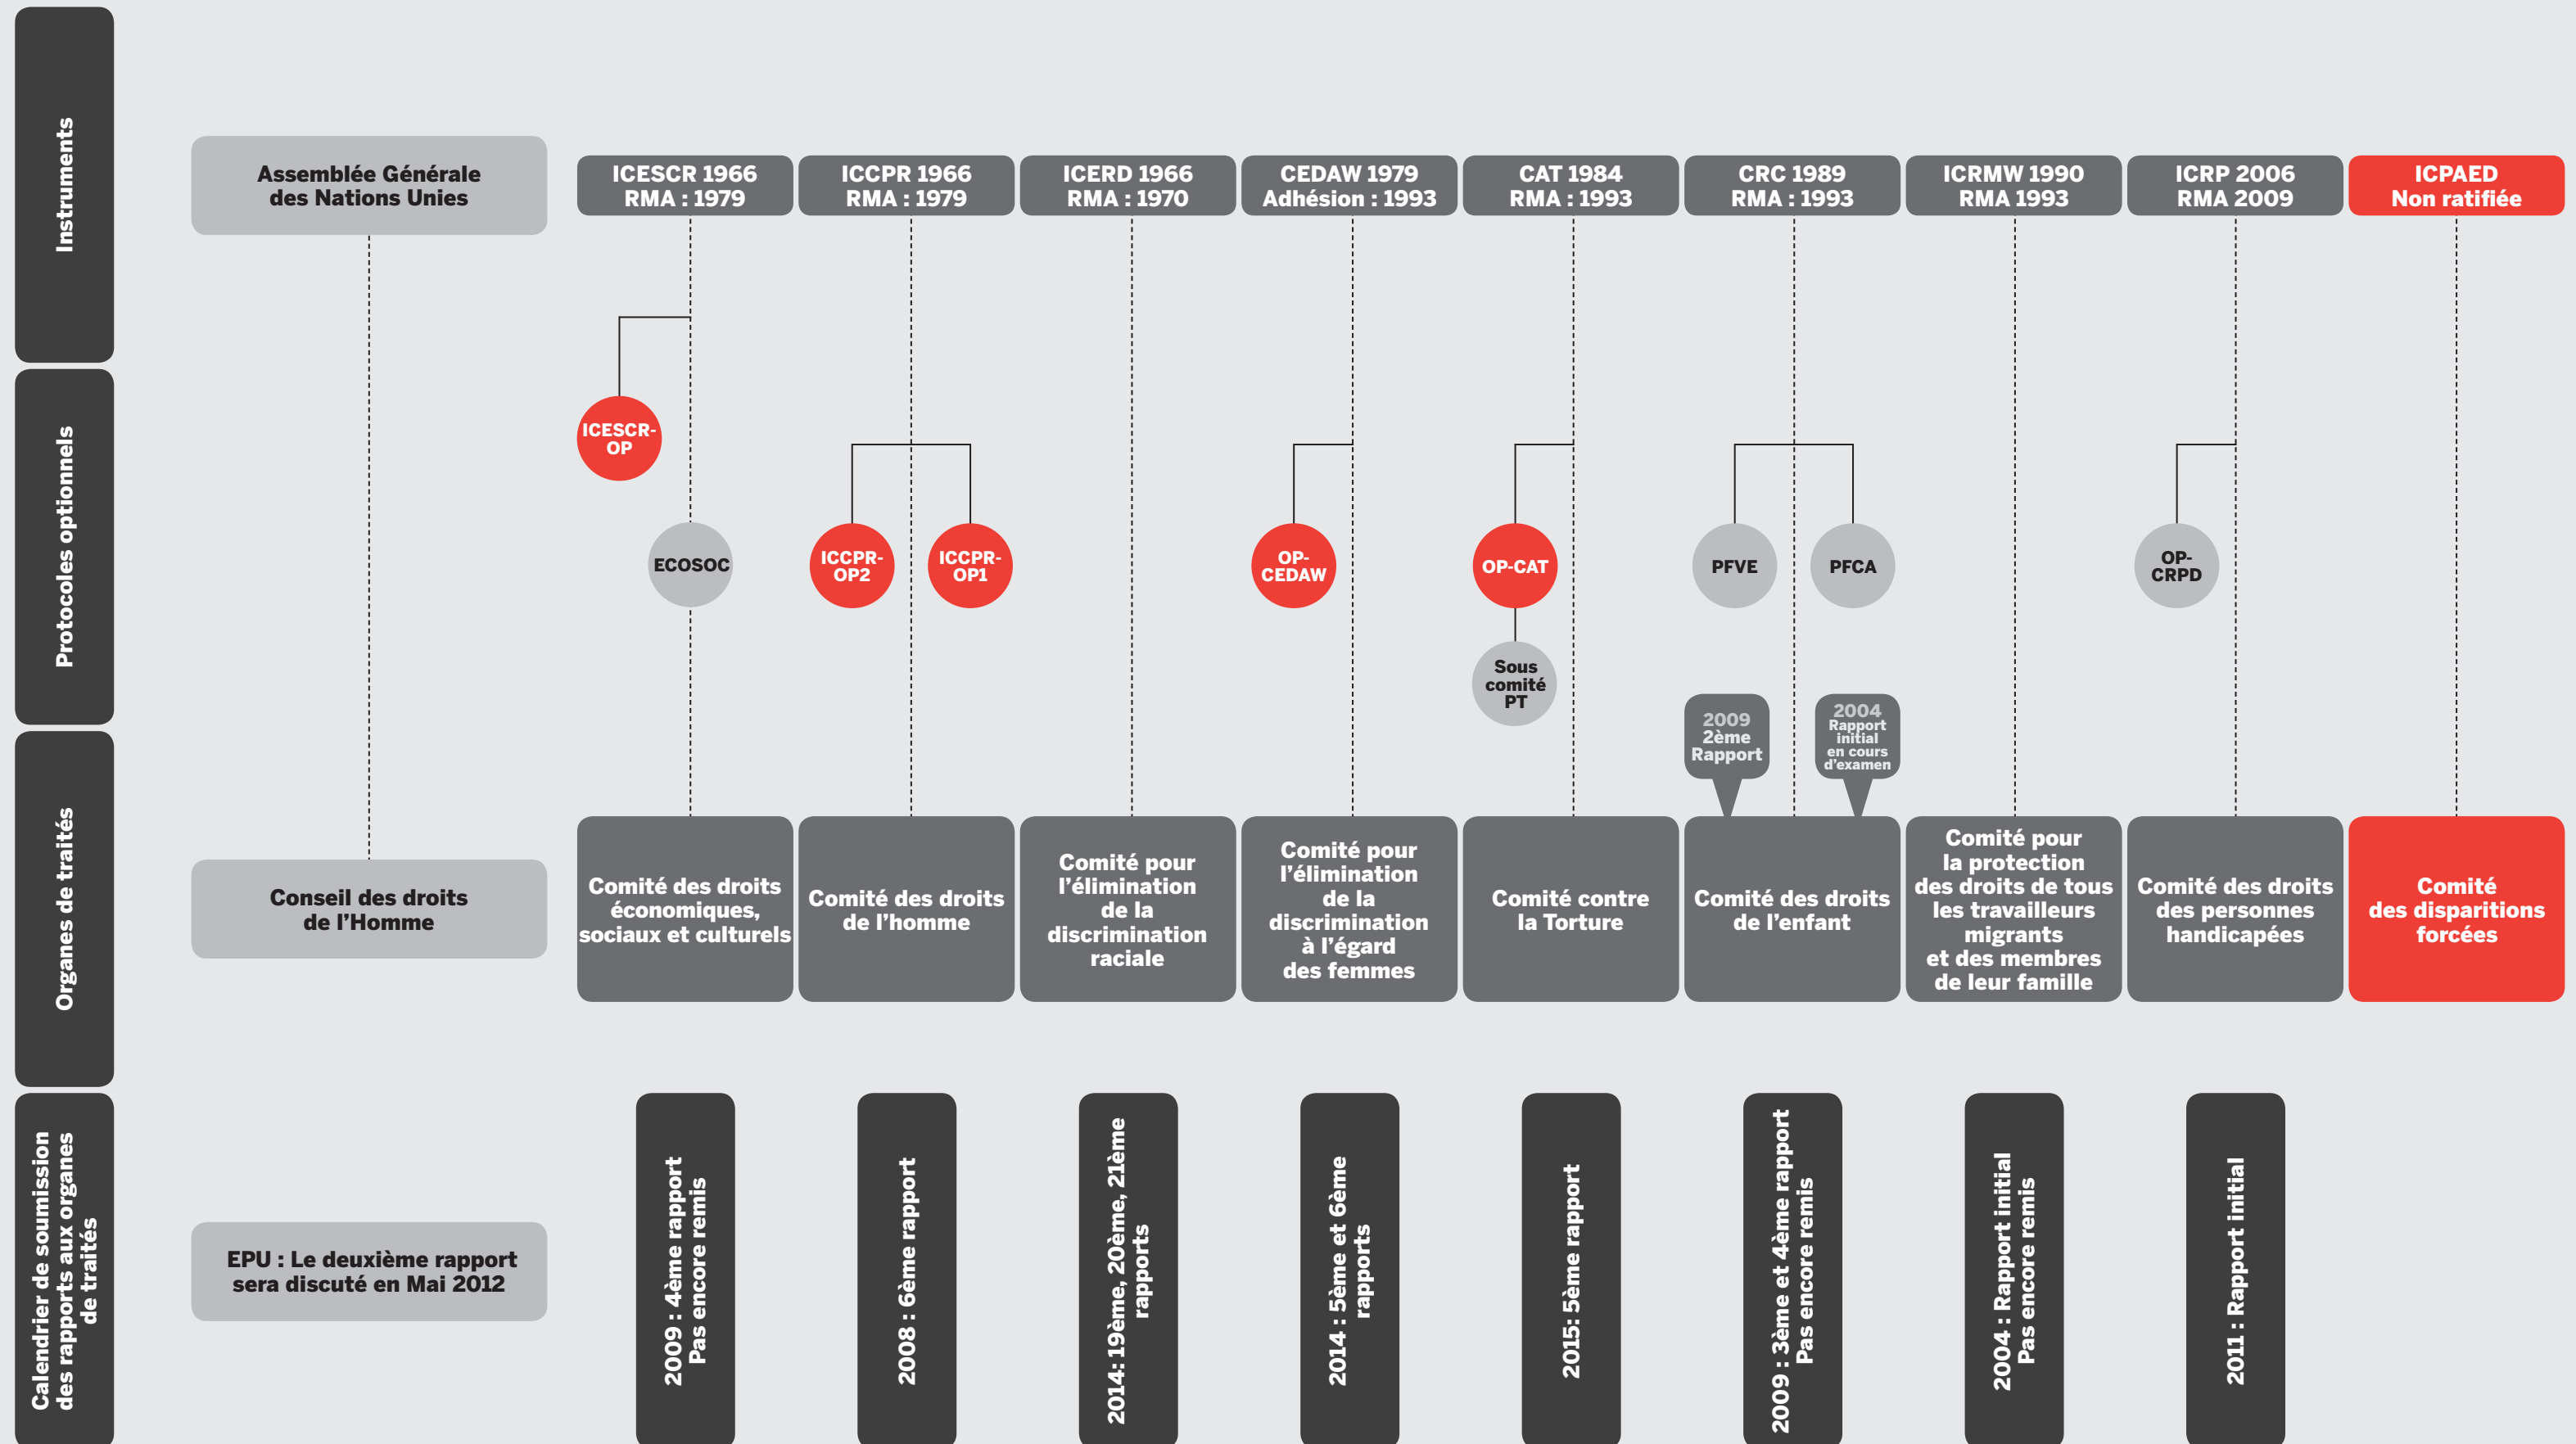 Instruments
Assemblée Générale
des Nations Unies
ICESCR 1966
RMA : 1979
ICCPR 1966
RMA : 1979
ICERD 1966
RMA : 1970
CEDAW 1979
Adhésion : 1993
CAT 1984
RMA : 1993
CRC 1989
RMA : 1993
ICRMW 1990
RMA 1993
ICRP 2006
RMA 2009
ICPAED
Non ratifiée
Protocoles optionnels
ICESCR-
OP
ECOSOC
ICCPR-
OP2
ICCPR-
OP1
OP-
CEDAW
OP-CAT
Sous
comité
PT
PFVE
PFCA
OP-
CRPD
2009
2ème
Rapport
2004
Rapport
initial
en cours
d'examen
Organes de traités
Conseil des droits
de l'Homme
Comité des droits
économiques,
sociaux et culturels
Comité des droits
de l'homme
Comité pour
l'élimination
de la
discrimination
raciale
Comité pour
l'élimination
de la
discrimination
à l'égard
des femmes
Comité contre
la Torture
Comité des droits
de l'enfant
Comité pour
la protection
des droits de tous
les travailleurs
migrants
et des membres
de leur famille
Comité des droits
des personnes
handicapées
Comité
des disparitions
forcées
Calendrier de soumission
des rapports aux organes
de traités
EPU : Le deuxième rapport
sera discuté en Mai 2012
2009 : 4ème rapport
Pas encore remis
2008 : 6ème rapport
2014: 19ème, 20ème, 21ème
rapports
2014 : 5ème et 6ème
rapports
2015: 5ème rapport
2009 : 3ème et 4ème rapport
Pas encore remis
2004 : Rapport initial
Pas encore remis
2011 : Rapport initial